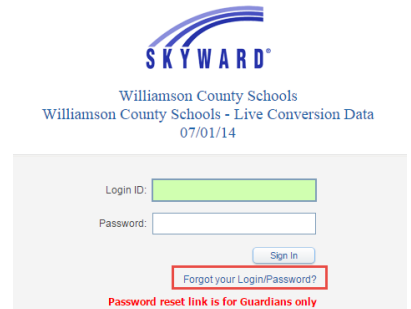 SKYWARD®
Williamson County Schools
Williamson County Schools - Live Conversion Data
07/01/14
Login ID:
Password:
Sign In
Forgot your Login/Password?
Password reset link is for Guardians only